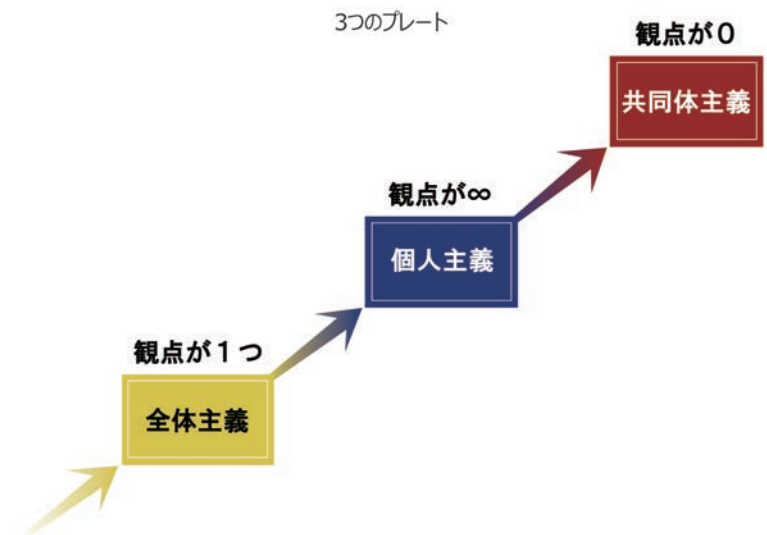 3つのプレート
観点が０
共同体主義
観点が∞
個人主義
観点が１つ
全体主義